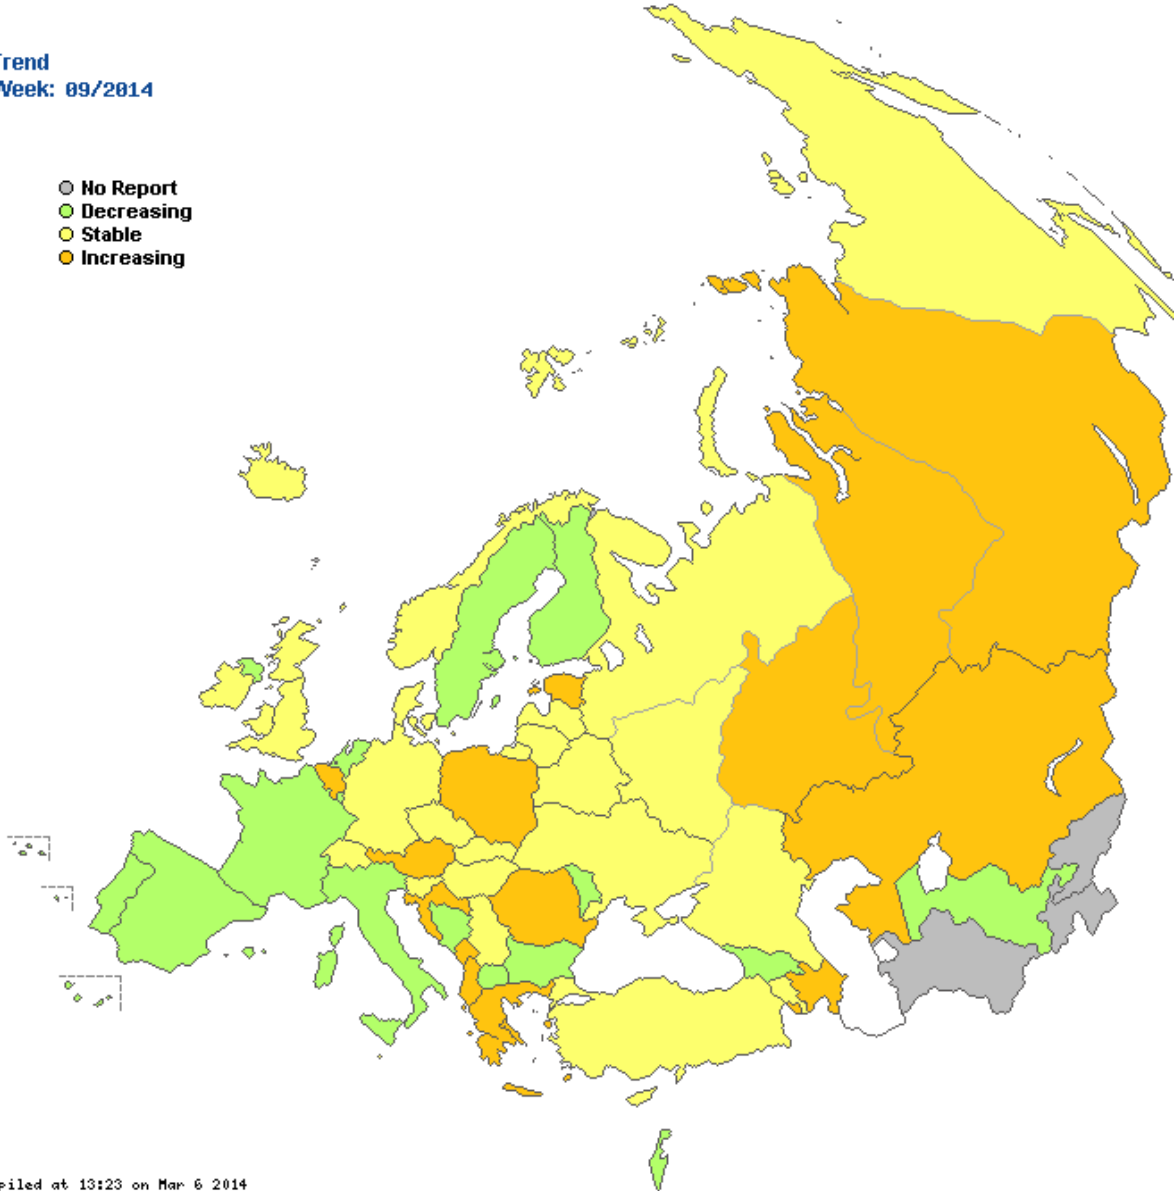 Trend
Week: 09/2014
No Report
Decreasing
Stable
Increasing
piled at 13:23 on Mar 6 2014